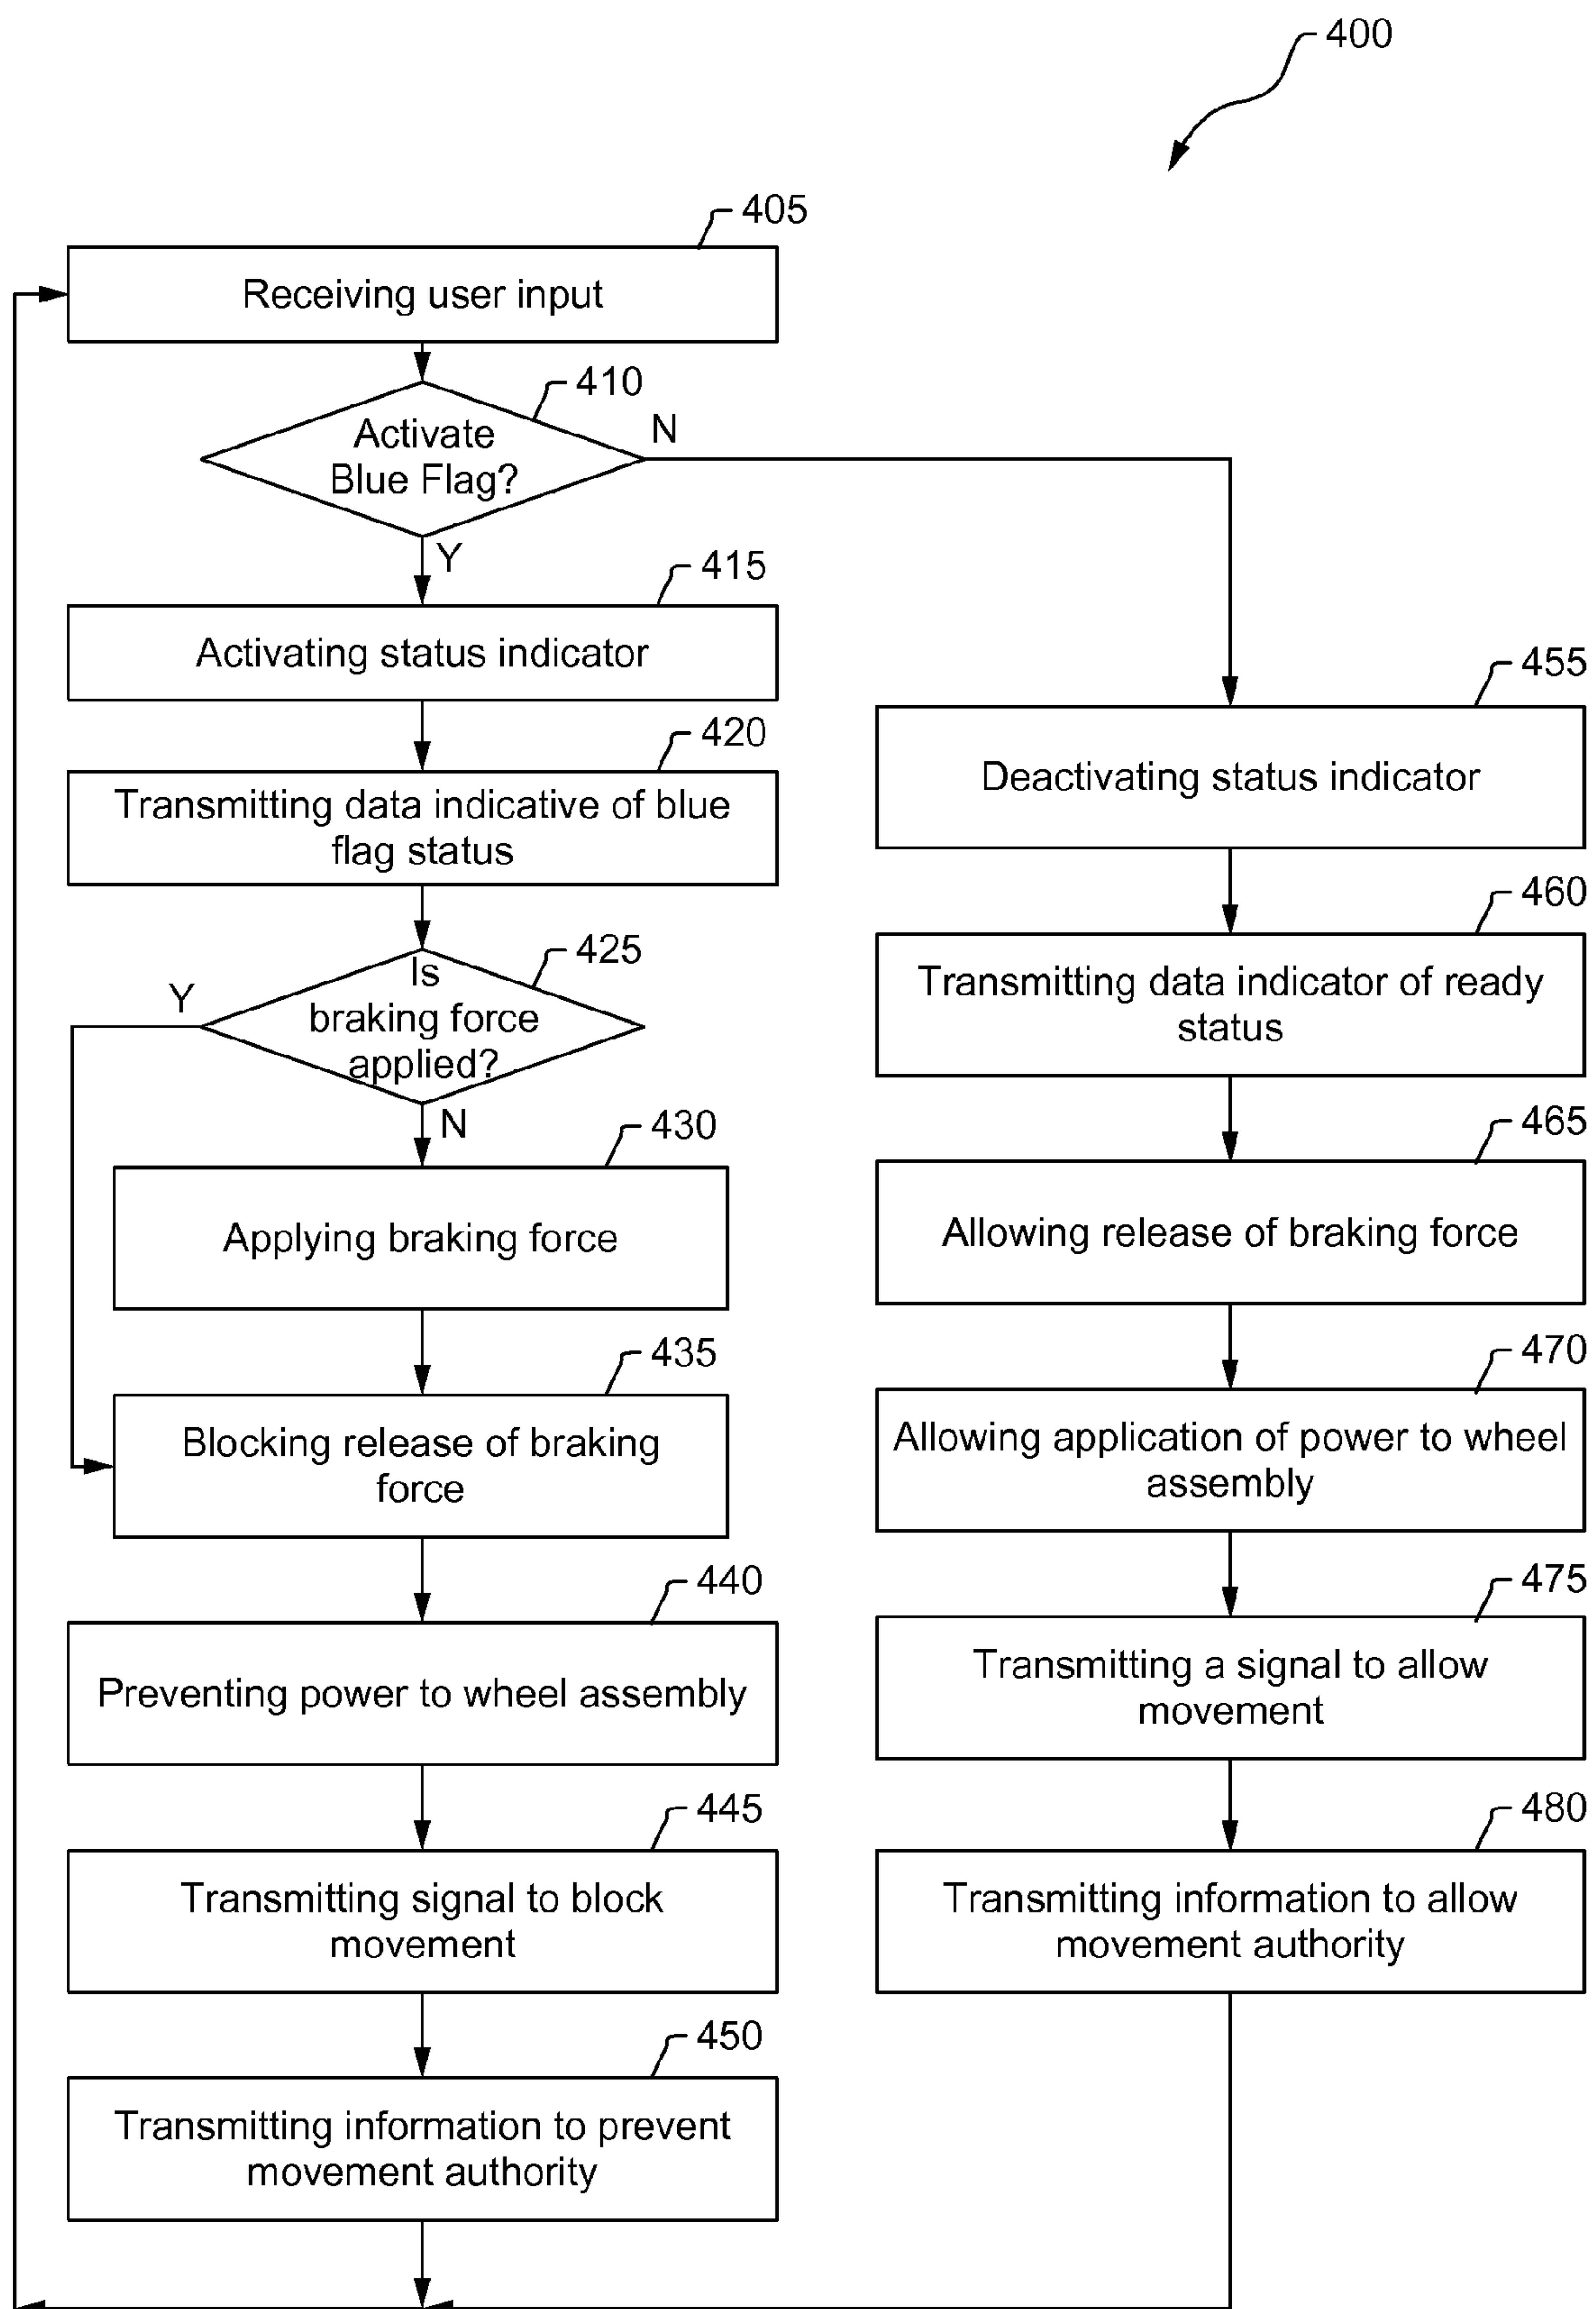 400
405
Receiving user input
410
Activate
Blue Flag?
N
Y
415
Activating status indicator
420
Transmitting data indicative of blue
flag status
425
Is
braking force
applied?
Y
N
430
Applying braking force
435
Blocking release of braking
force
440
Preventing power to wheel assembly
445
Transmitting signal to block
movement
450
Transmitting information to prevent
movement authority
455
Deactivating status indicator
460
Transmitting data indicator of ready
status
465
Allowing release of braking force
470
Allowing application of power to wheel
assembly
475
Transmitting a signal to allow
movement
480
Transmitting information to allow
movement authority